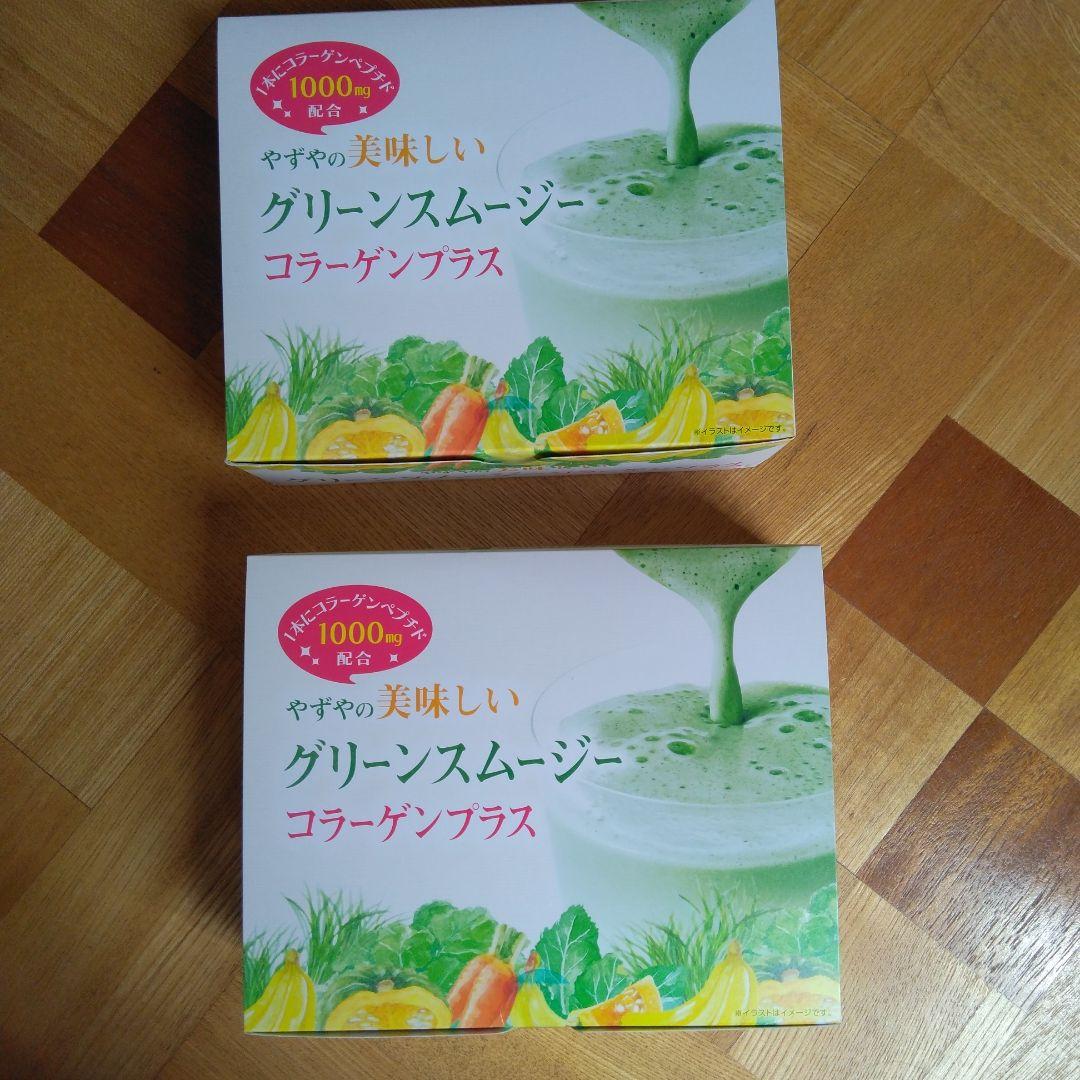 1本にコラーゲンペプチド
1000mg
配合
やずやの美味しい
グリーンスムージー
コラーゲンプラス
※イラストはイメージです。
1本にコラーゲンペプチド
1000mg
配合
やずやの美味しい
グリーンスムージー
コラーゲンプラス
※イラストはイメージです。